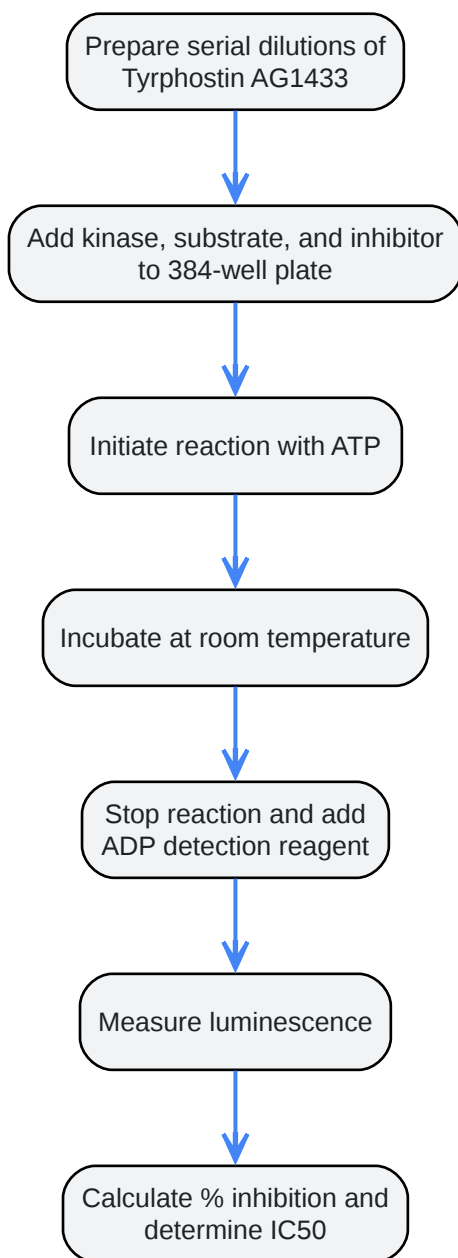 Prepare serial dilutions of
Tyrphostin AG1433
Add kinase, substrate, and inhibitor
to 384-well plate
Initiate reaction with ATP
Incubate at room temperature
Stop reaction and add
ADP detection reagent
Measure luminescence
Calculate % inhibition and
determine IC50